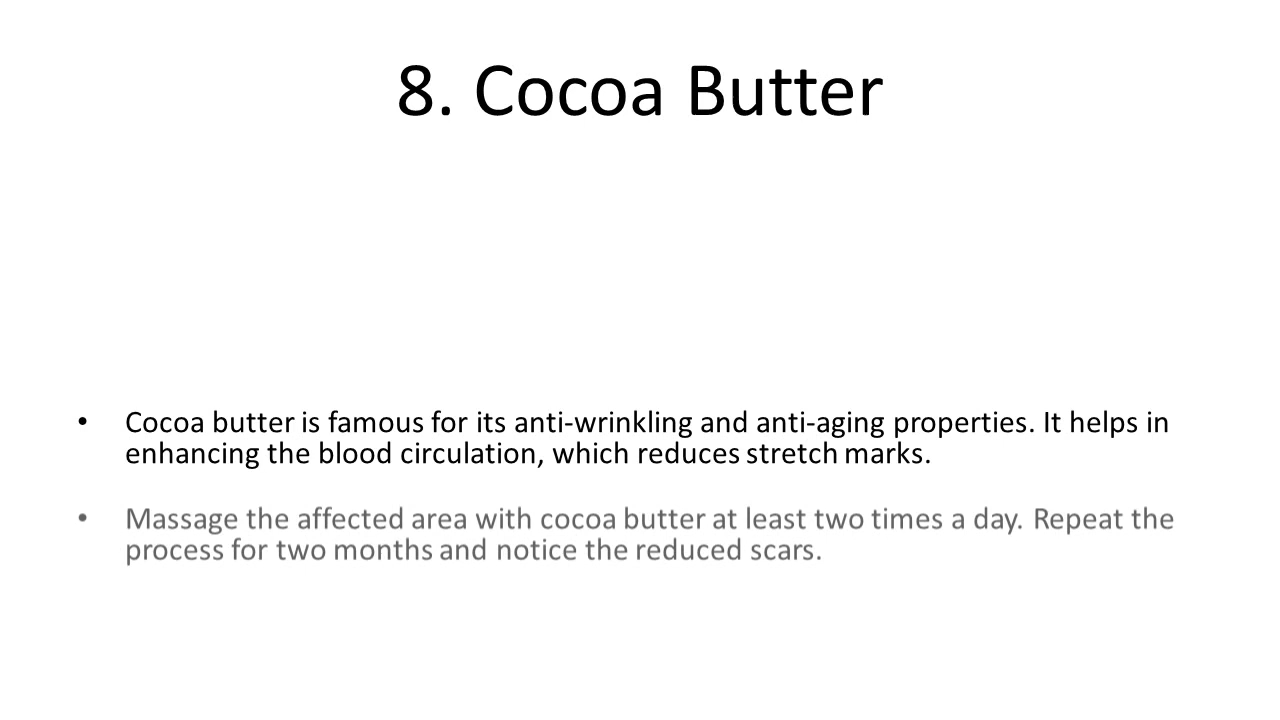 8. Cocoa Butter
• Cocoa butter is famous for its anti-wrinkling and anti-aging properties. It helps in
enhancing the blood circulation, which reduces stretch marks.
• Massage the affected area with cocoa butter at least two times a day. Repeat the
process for two months and notice the reduced scars.